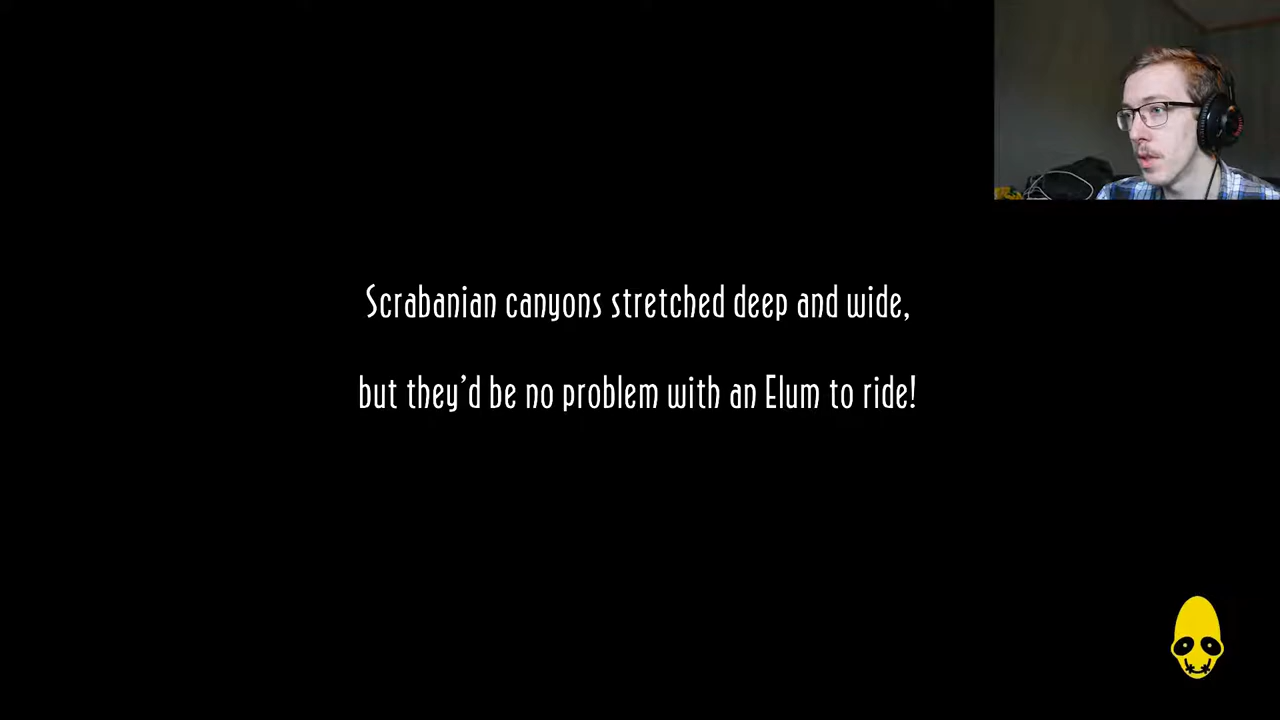 Scrabanian canyons stretched deep and wide,
but they'd be no problem with an Elum to ride!